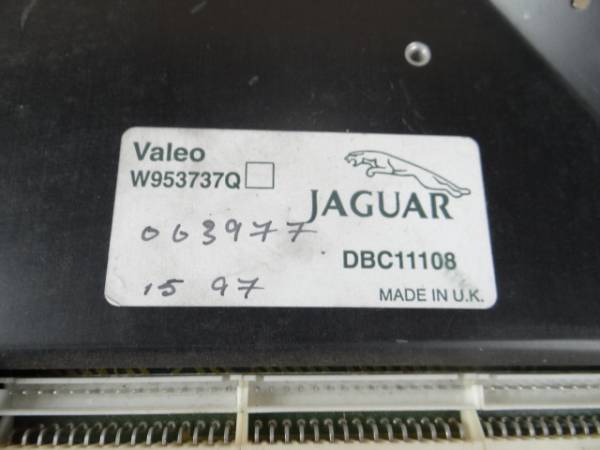 Valeo
W953737Q
JAGUAR
063977
DBC11108
15 97
MADE IN U.K.